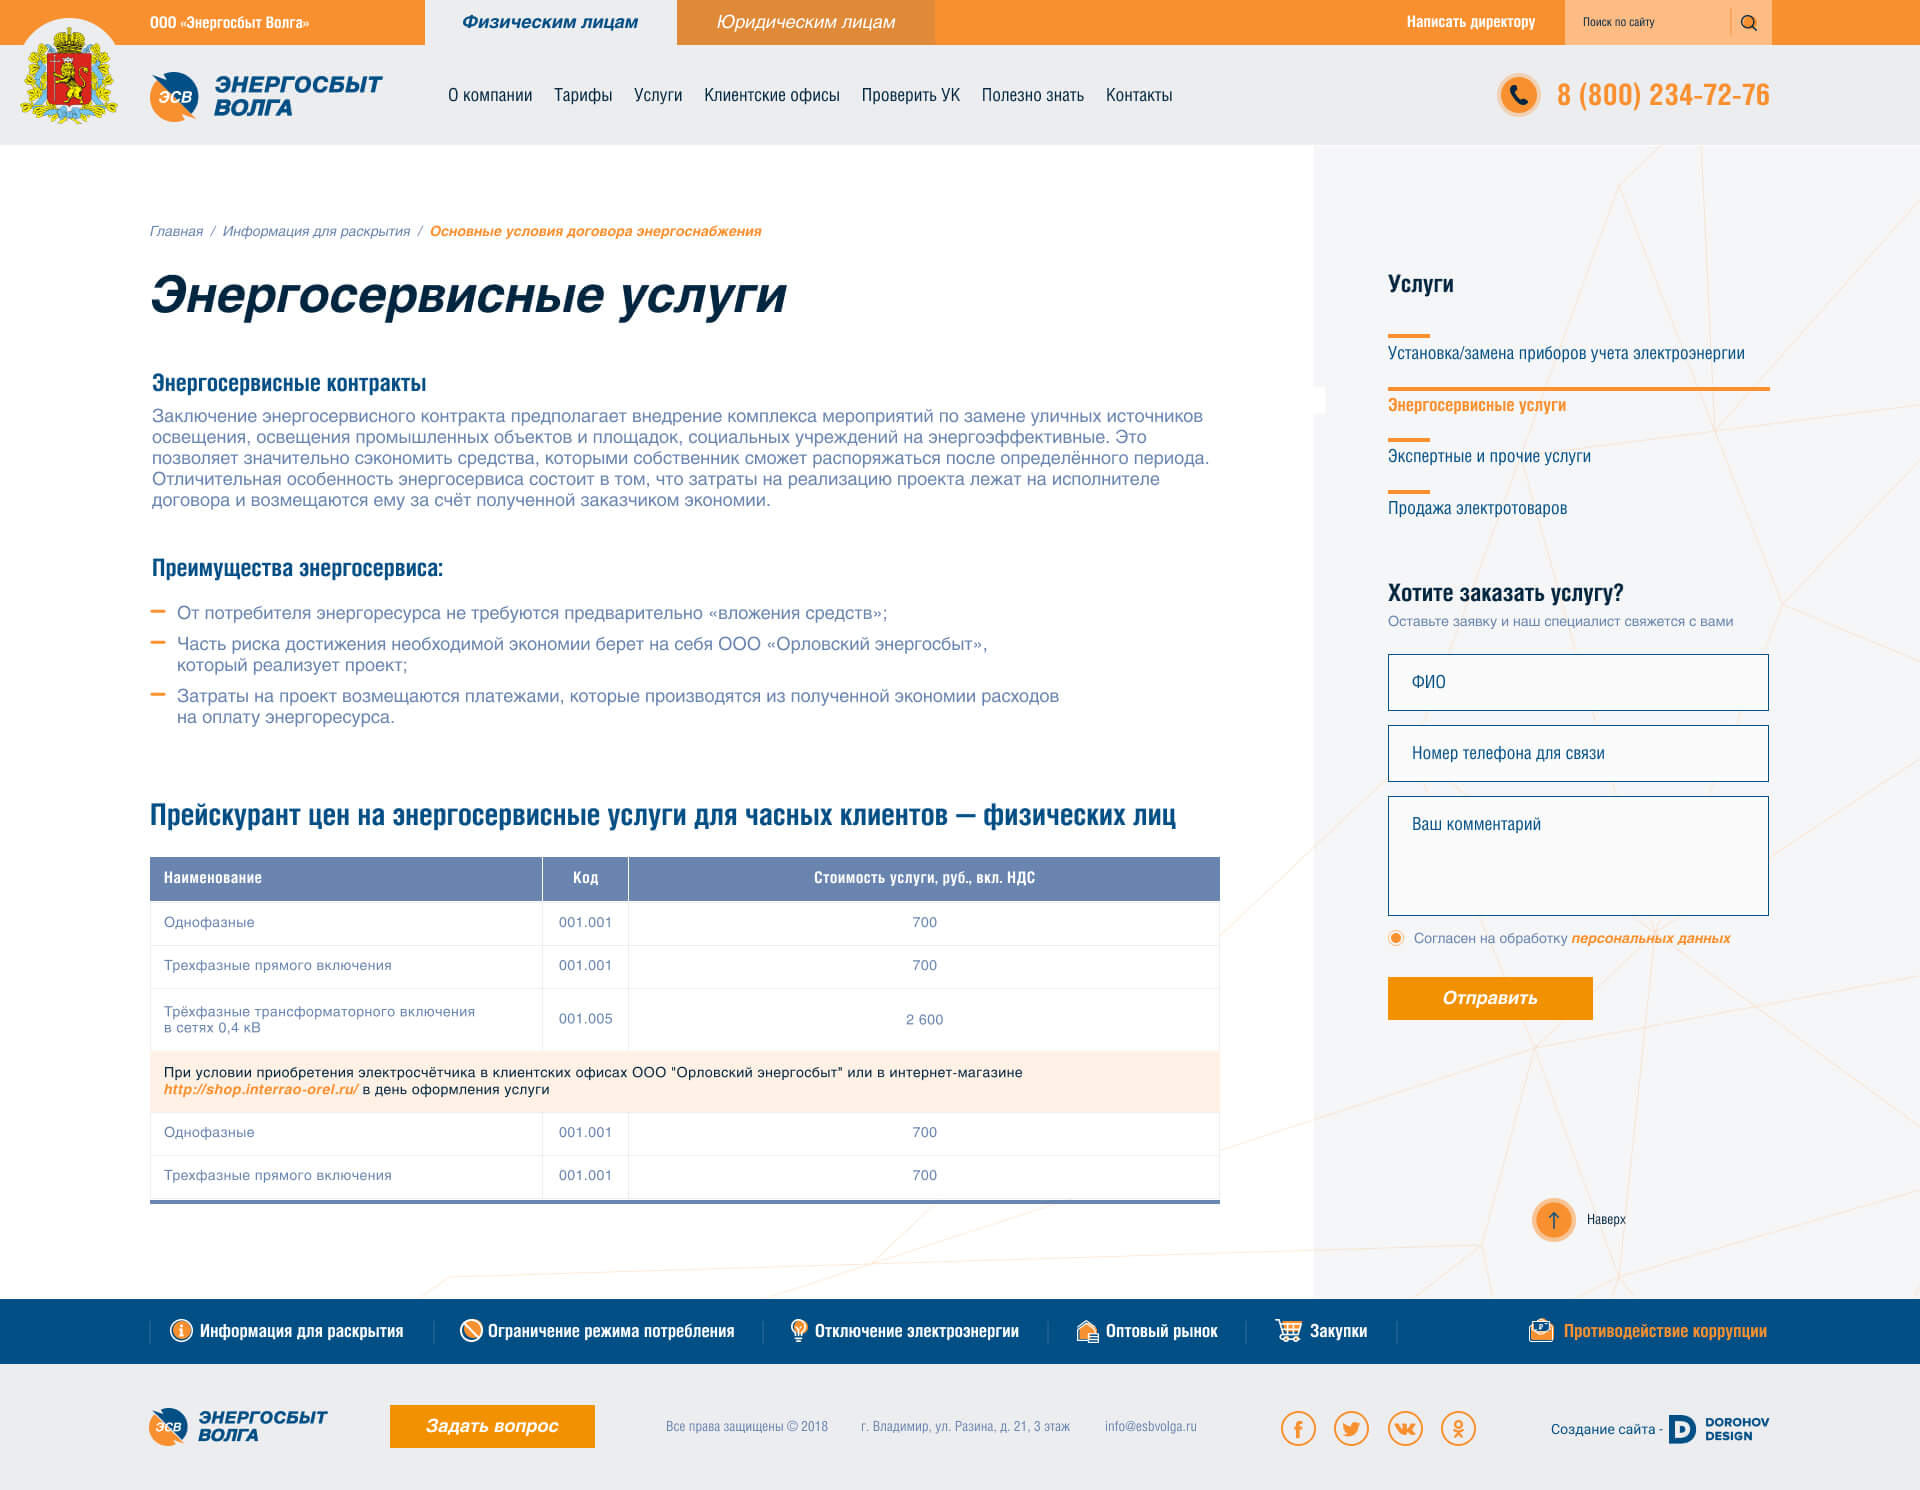 ООО «Энергосбыт Волга»
Физическим лицам
Юридическим лицам
Написать директору
Поиск по сайту
ЭСВ
ЭНЕРГОСБЫТ
ВОЛГА
О компании Тарифы Услуги Клиентские офисы Проверить УК Полезно знать Контакты
8 (800) 234-72-76
Главная / Информация для раскрытия / Основные условия договора энергоснабжения
Энергосервисные услуги
Энергосервисные контракты
Заключение энергосервисного контракта предполагает внедрение комплекса мероприятий по замене уличных источников
освещения, освещения промышленных объектов и площадок, социальных учреждений на энергоэффективные. Это
позволяет значительно сэкономить средства, которыми собственник сможет распоряжаться после определённого периода.
Отличительная особенность энергосервиса состоит в том, что затраты на реализацию проекта лежат на исполнителе
договора и возмещаются ему за счёт полученной заказчиком экономии.
Преимущества энергосервиса:
От потребителя энергоресурса не требуются предварительно «вложения средств»;
Часть риска достижения необходимой экономии берет на себя ООО «Орловский энергосбыт»,
который реализует проект;
Затраты на проект возмещаются платежами, которые производятся из полученной экономии расходов
на оплату энергоресурса.
Прейскурант цен на энергосервисные услуги для часных клиентов — физических лиц
Наименование Код Стоимость услуги, руб., вкл. НДС
Однофазные 001.001 700
Трехфазные прямого включения 001.001 700
Трёхфазные трансформаторного включения
в сетях 0,4 кВ 001.005 2 600
При условии приобретения электросчётчика в клиентских офисах ООО "Орловский энергосбыт" или в интернет-магазине
http://shop.interrao-orel.ru/ в день оформления услуги
Однофазные 001.001 700
Трехфазные прямого включения 001.001 700
Услуги
Установка/замена приборов учета электроэнергии
Энергосервисные услуги
Экспертные и прочие услуги
Продажа электротоваров
Хотите заказать услугу?
Оставьте заявку и наш специалист свяжется с вами
ФИО
Номер телефона для связи
Ваш комментарий
Согласен на обработку персональных данных
Отправить
Наверх
Информация для раскрытия
Ограничение режима потребления
Отключение электроэнергии
Оптовый рынок
Закупки
Противодействие коррупции
ЭСВ
ЭНЕРГОСБЫТ
ВОЛГА
Задать вопрос
Все права защищены © 2018
г. Владимир, ул. Разина, д. 21, 3 этаж
info@esbvolga.ru
Создание сайта -
DOROHOV
DESIGN